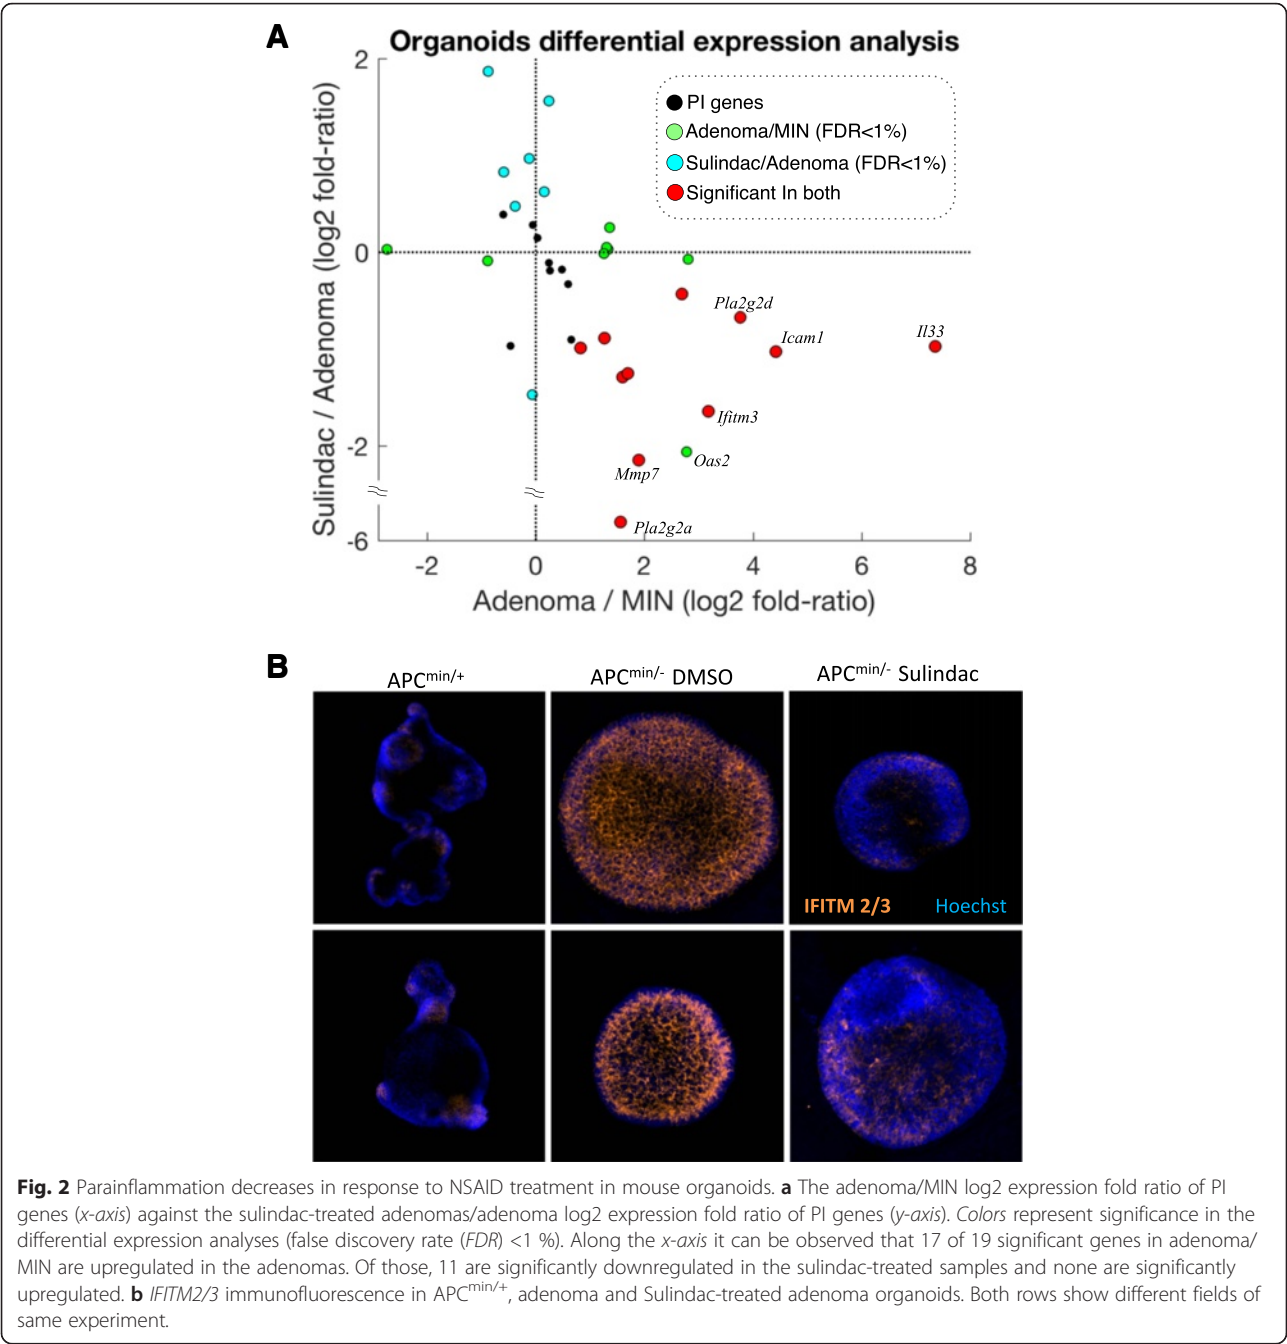 A
Organoids differential expression analysis
PI genes
Adenoma/MIN (FDR<1%)
Sulindac/Adenoma (FDR<1%)
Significant In both
Sulindac / Adenoma (log2 fold-ratio)
2
0
-2
-6
Pla2g2d
Icam1
Il33
Ifitm3
Oas2
Mmp7
Pla2g2a
-2 0 2 4 6 8
Adenoma / MIN (log2 fold-ratio)
B
APCmin/+ APCmin/- DMSO APCmin/- Sulindac
IFITM 2/3 Hoechst
Fig. 2 Parainflammation decreases in response to NSAID treatment in mouse organoids. a The adenoma/MIN log2 expression fold ratio of PI
genes (x-axis) against the sulindac-treated adenomas/adenoma log2 expression fold ratio of PI genes (y-axis). Colors represent significance in the
differential expression analyses (false discovery rate (FDR) <1 %). Along the x-axis it can be observed that 17 of 19 significant genes in adenoma/
MIN are upregulated in the adenomas. Of those, 11 are significantly downregulated in the sulindac-treated samples and none are significantly
upregulated. b IFITM2/3 immunofluorescence in APCmin/+, adenoma and Sulindac-treated adenoma organoids. Both rows show different fields of
same experiment.